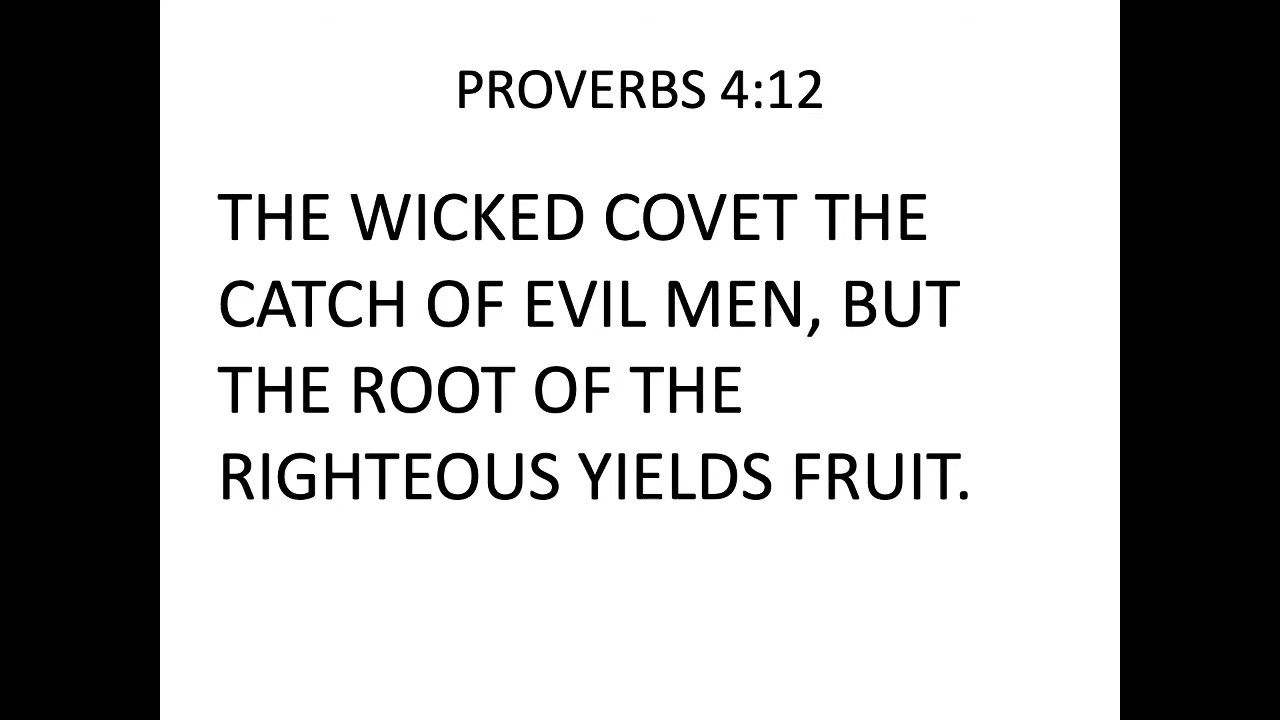 PROVERBS 4:12
THE WICKED COVET THE
CATCH OF EVIL MEN, BUT
THE ROOT OF THE
RIGHTEOUS YIELDS FRUIT.